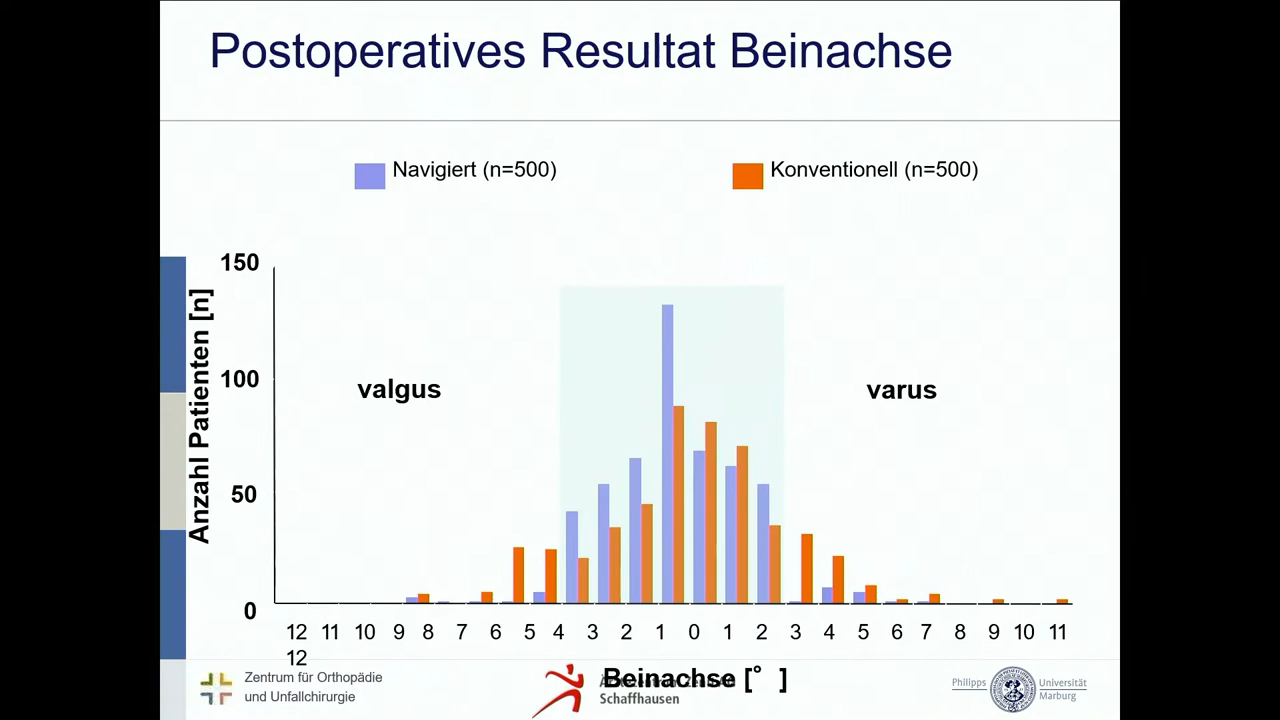 Postoperatives Resultat Beinachse
Navigiert (n=500)
Konventionell (n=500)
150
100
50
0
Anzahl Patienten [n]
valgus
varus
12 11 10 9 8 7 6 5 4 3 2 1 0 1 2 3 4 5 6 7 8 9 10 11
12
Beinachse [° ]
Zentrum für Orthopädie
und Unfallchirurgie
Schaffhausen
Philipps
Universität
Marburg